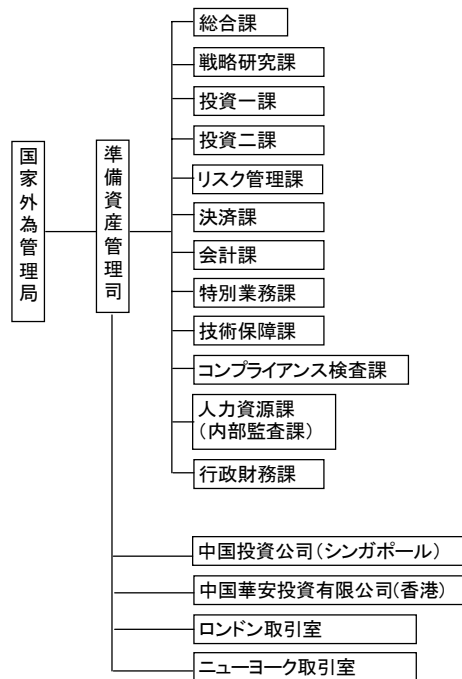 国家外為管理局
準備資産管理司
総合課
戦略研究課
投資一課
投資二課
リスク管理課
決済課
会計課
特別業務課
技術保障課
コンプライアンス検査課
人力資源課
（内部監査課）
行政財務課
中国投資公司（シンガポール）
中国華安投資有限公司(香港）
ロンドン取引室
ニューヨーク取引室